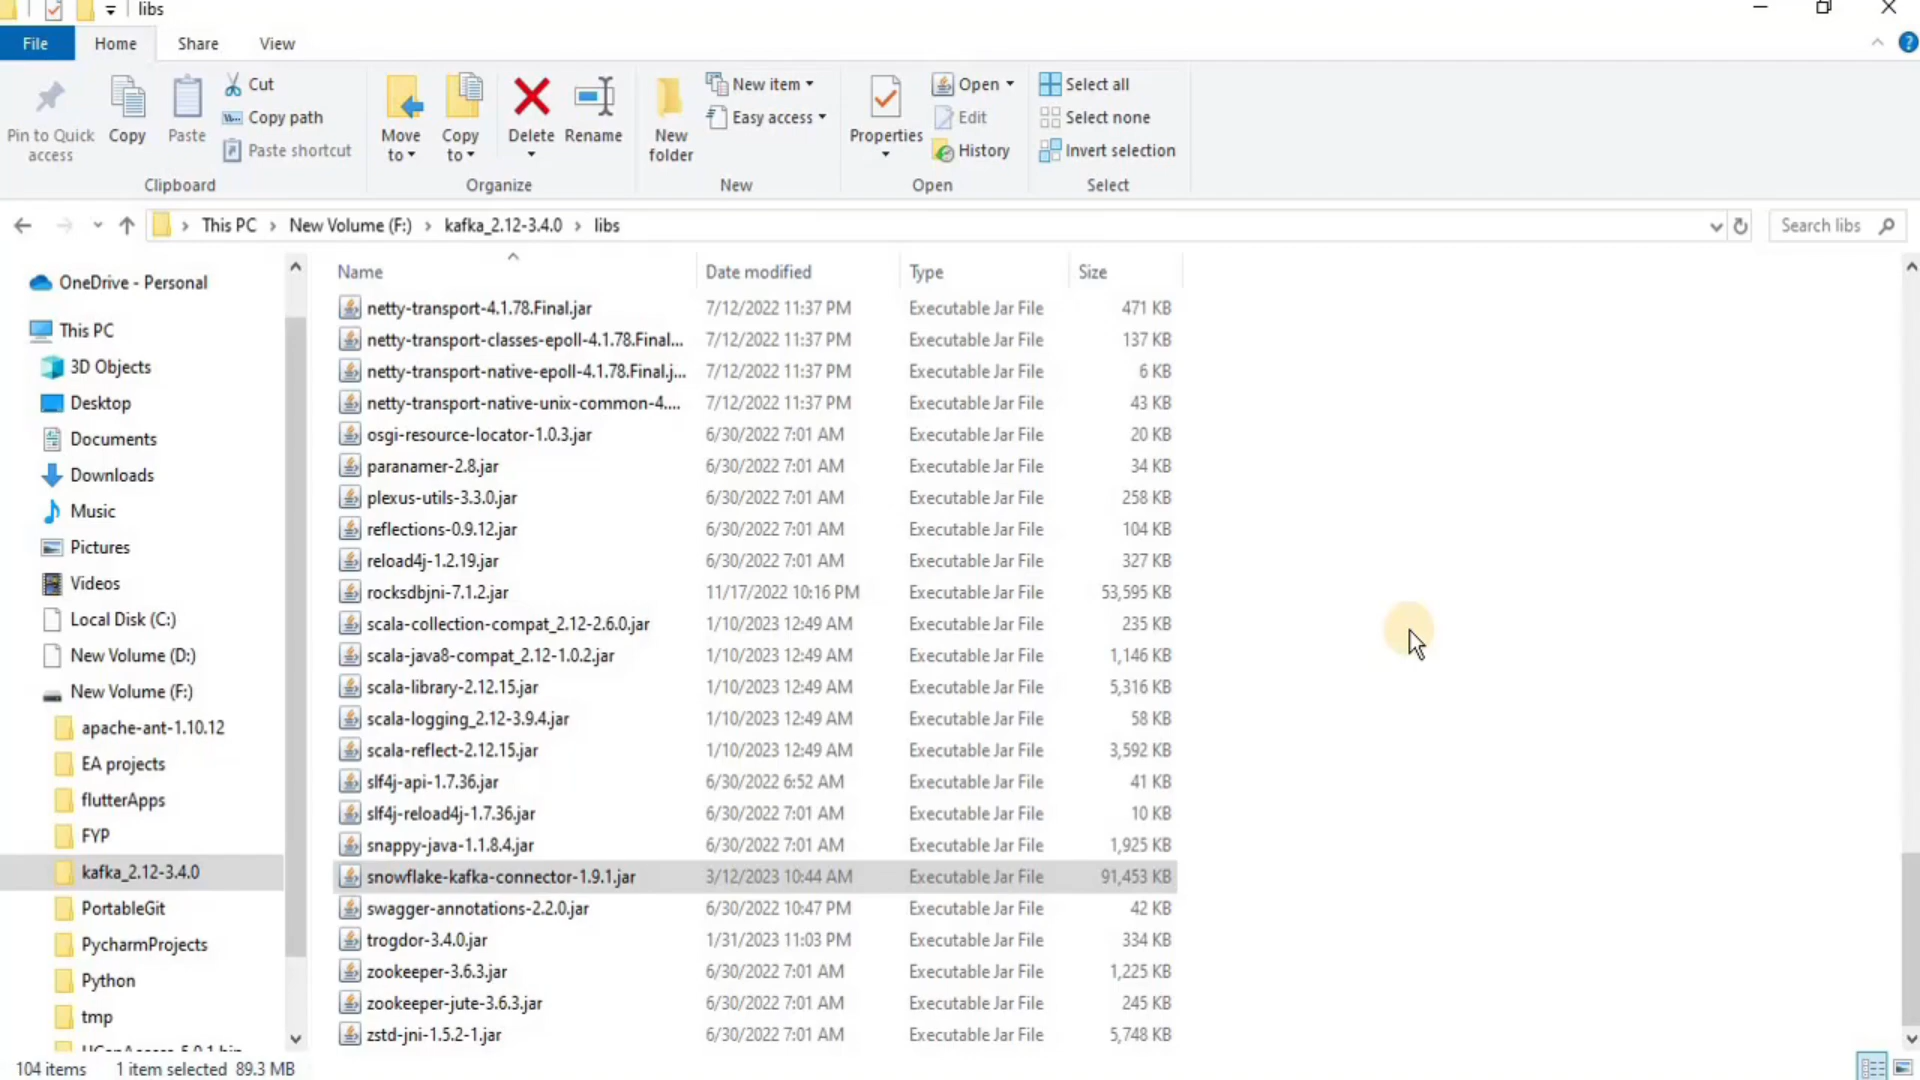 libs
File Home Share View
Pin to Quick access
Copy
Paste
Cut
Copy path
Paste shortcut
Clipboard
Move to
Copy to
Delete
Rename
Organize
New folder
New item
Easy access
New
Properties
Open
Edit
History
Open
Select all
Select none
Invert selection
Select
This PC New Volume (F:) kafka_2.12-3.4.0 libs
Search libs
OneDrive - Personal
This PC
3D Objects
Desktop
Documents
Downloads
Music
Pictures
Videos
Local Disk (C:)
New Volume (D:)
New Volume (F:)
apache-ant-1.10.12
EA projects
flutterApps
FYP
kafka_2.12-3.4.0
PortableGit
PycharmProjects
Python
tmp
Name Date modified Type Size
netty-transport-4.1.78.Final.jar 7/12/2022 11:37 PM Executable Jar File 471 KB
netty-transport-classes-epoll-4.1.78.Final... 7/12/2022 11:37 PM Executable Jar File 137 KB
netty-transport-native-epoll-4.1.78.Final.j... 7/12/2022 11:37 PM Executable Jar File 6 KB
netty-transport-native-unix-common-4.... 7/12/2022 11:37 PM Executable Jar File 43 KB
osgi-resource-locator-1.0.3.jar 6/30/2022 7:01 AM Executable Jar File 20 KB
paranamer-2.8.jar 6/30/2022 7:01 AM Executable Jar File 34 KB
plexus-utils-3.3.0.jar 6/30/2022 7:01 AM Executable Jar File 258 KB
reflections-0.9.12.jar 6/30/2022 7:01 AM Executable Jar File 104 KB
reload4j-1.2.19.jar 6/30/2022 7:01 AM Executable Jar File 327 KB
rocksdbjni-7.1.2.jar 11/17/2022 10:16 PM Executable Jar File 53,595 KB
scala-collection-compat_2.12-2.6.0.jar 1/10/2023 12:49 AM Executable Jar File 235 KB
scala-java8-compat_2.12-1.0.2.jar 1/10/2023 12:49 AM Executable Jar File 1,146 KB
scala-library-2.12.15.jar 1/10/2023 12:49 AM Executable Jar File 5,316 KB
scala-logging_2.12-3.9.4.jar 1/10/2023 12:49 AM Executable Jar File 58 KB
scala-reflect-2.12.15.jar 1/10/2023 12:49 AM Executable Jar File 3,592 KB
slf4j-api-1.7.36.jar 6/30/2022 6:52 AM Executable Jar File 41 KB
slf4j-reload4j-1.7.36.jar 6/30/2022 7:01 AM Executable Jar File 10 KB
snappy-java-1.1.8.4.jar 6/30/2022 7:01 AM Executable Jar File 1,925 KB
snowflake-kafka-connector-1.9.1.jar 3/12/2023 10:44 AM Executable Jar File 91,453 KB
swagger-annotations-2.2.0.jar 6/30/2022 10:47 PM Executable Jar File 42 KB
trogdor-3.4.0.jar 1/31/2023 11:03 PM Executable Jar File 334 KB
zookeeper-3.6.3.jar 6/30/2022 7:01 AM Executable Jar File 1,225 KB
zookeeper-jute-3.6.3.jar 6/30/2022 7:01 AM Executable Jar File 245 KB
zstd-jni-1.5.2-1.jar 6/30/2022 7:01 AM Executable Jar File 5,748 KB
104 items 1 item selected 89.3 MB